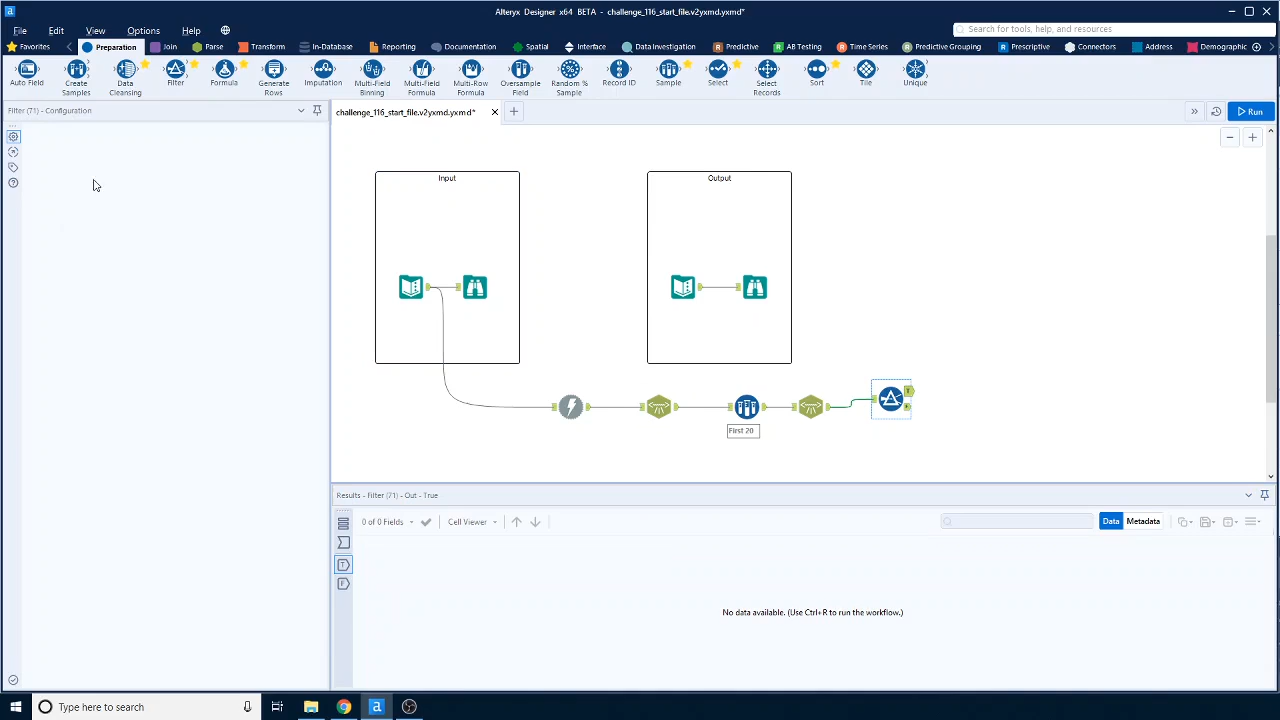 Alteryx Designer x64 BETA - challenge_116_start_file.v2yxmd.yxmd*
File Edit View Options Help
Search for tools, help, and resources
Favorites Preparation Join Parse Transform In-Database Reporting Documentation Spatial Interface Data Investigation Predictive AB Testing Time Series Predictive Grouping Prescriptive Connectors Address Demographic
Auto Field
Create Samples
Data Cleansing
Filter
Formula
Generate Rows
Imputation
Multi-Field Binning
Multi-Field Formula
Multi-Row Formula
Oversample Field
Random % Sample
Record ID
Sample
Select
Select Records
Sort
Tile
Unique
Filter (71) - Configuration
challenge_116_start_file.v2yxmd.yxmd*
Run
Input
Output
First 20
T
F
Results - Filter (71) - Out - True
0 of 0 Fields
Cell Viewer
Data
Metadata
T
F
No data available. (Use Ctrl+R to run the workflow.)
Type here to search